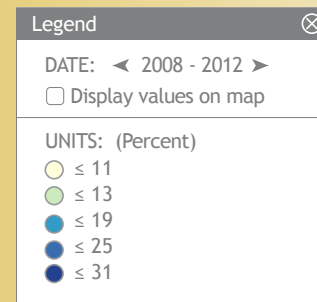 Legend
DATE: ◄ 2008 - 2012 ►
Display values on map
UNITS: (Percent)
≤ 11
≤ 13
≤ 19
≤ 25
≤ 31